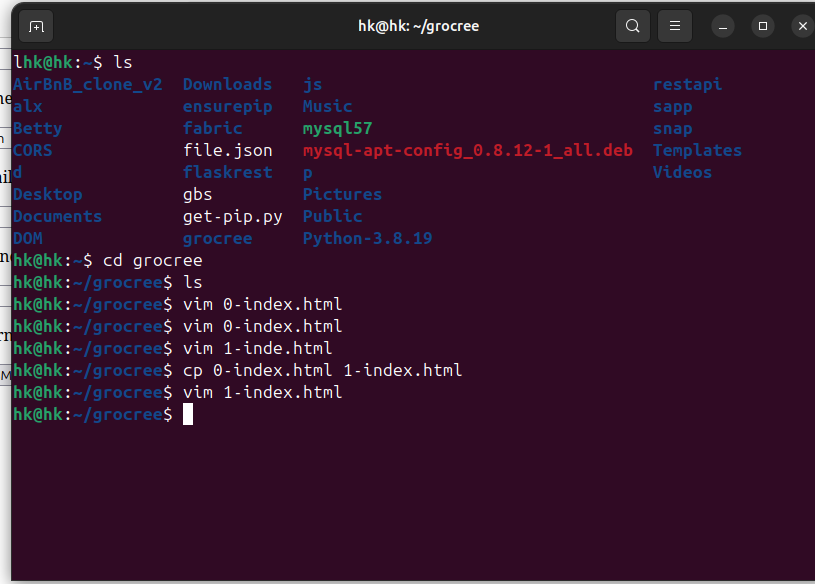 hk@hk: ~/grocree
lhk@hk:~$ ls
AirBnB_clone_v2 Downloads js restapi
alx ensurepip Music sapp
Betty fabric mysql57 snap
CORS file.json mysql-apt-config_0.8.12-1_all.deb Templates
d flaskrest p Videos
Desktop gbs Pictures
Documents get-pip.py Public
DOM grocree Python-3.8.19
hk@hk:~$ cd grocree
hk@hk:~/grocree$ ls
hk@hk:~/grocree$ vim 0-index.html
hk@hk:~/grocree$ vim 0-index.html
hk@hk:~/grocree$ vim 1-inde.html
hk@hk:~/grocree$ cp 0-index.html 1-index.html
hk@hk:~/grocree$ vim 1-index.html
hk@hk:~/grocree$